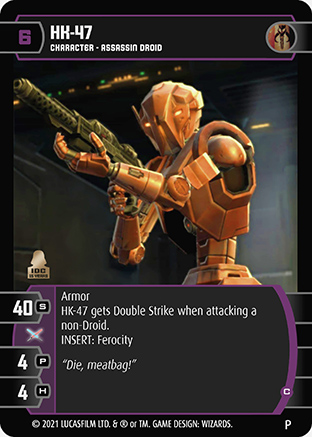 6
HK-47
CHARACTER - ASSASSIN DROID
IDC
40 S
Armor
HK-47 gets Double Strike when attacking a
non-Droid.
INSERT: Ferocity
4 P
"Die, meatbag!"
4 H
C
© 2021 LUCASFILM LTD. & ® or TM. GAME DESIGN: WIZARDS.
P